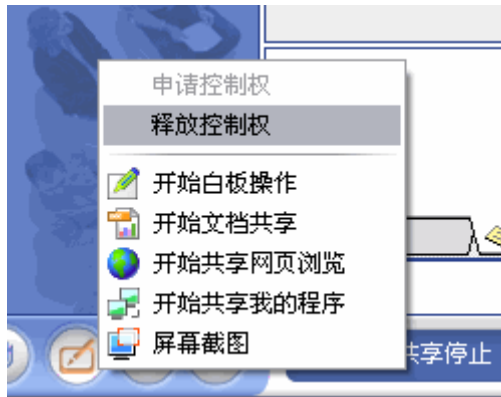 申请控制权
释放控制权
开始白板操作
开始文档共享
开始共享网页浏览
开始共享我的程序
屏幕截图
共享停止